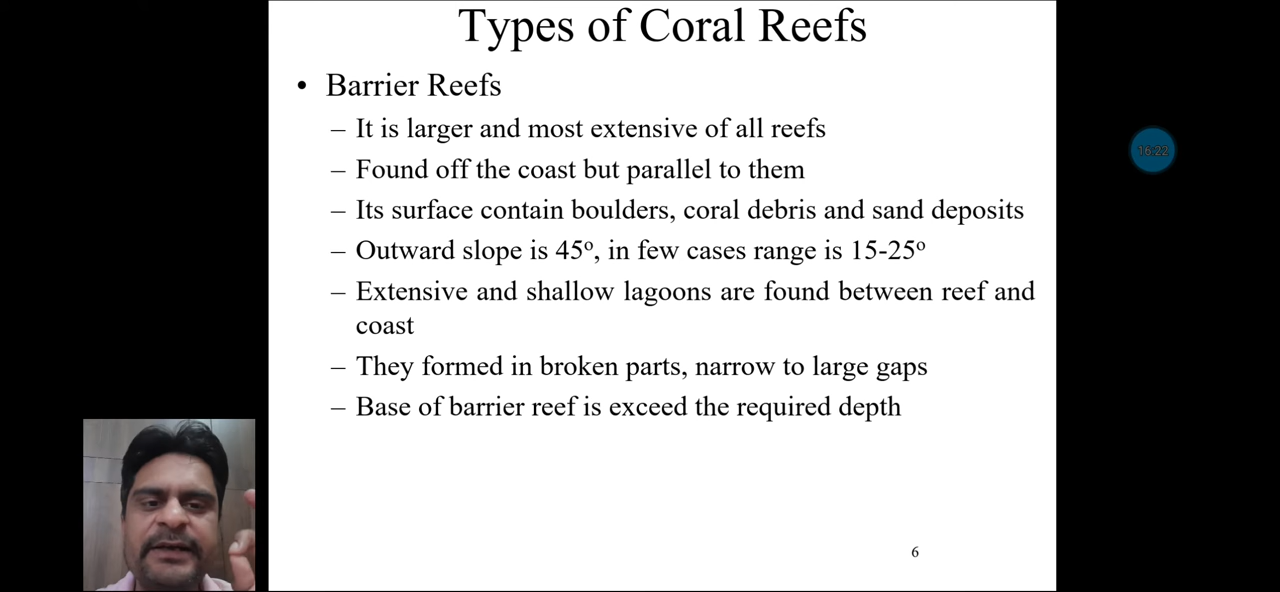 Types of Coral Reefs
• Barrier Reefs
– It is larger and most extensive of all reefs
– Found off the coast but parallel to them
– Its surface contain boulders, coral debris and sand deposits
– Outward slope is 45º, in few cases range is 15-25º
– Extensive and shallow lagoons are found between reef and
coast
– They formed in broken parts, narrow to large gaps
– Base of barrier reef is exceed the required depth
6
16:22